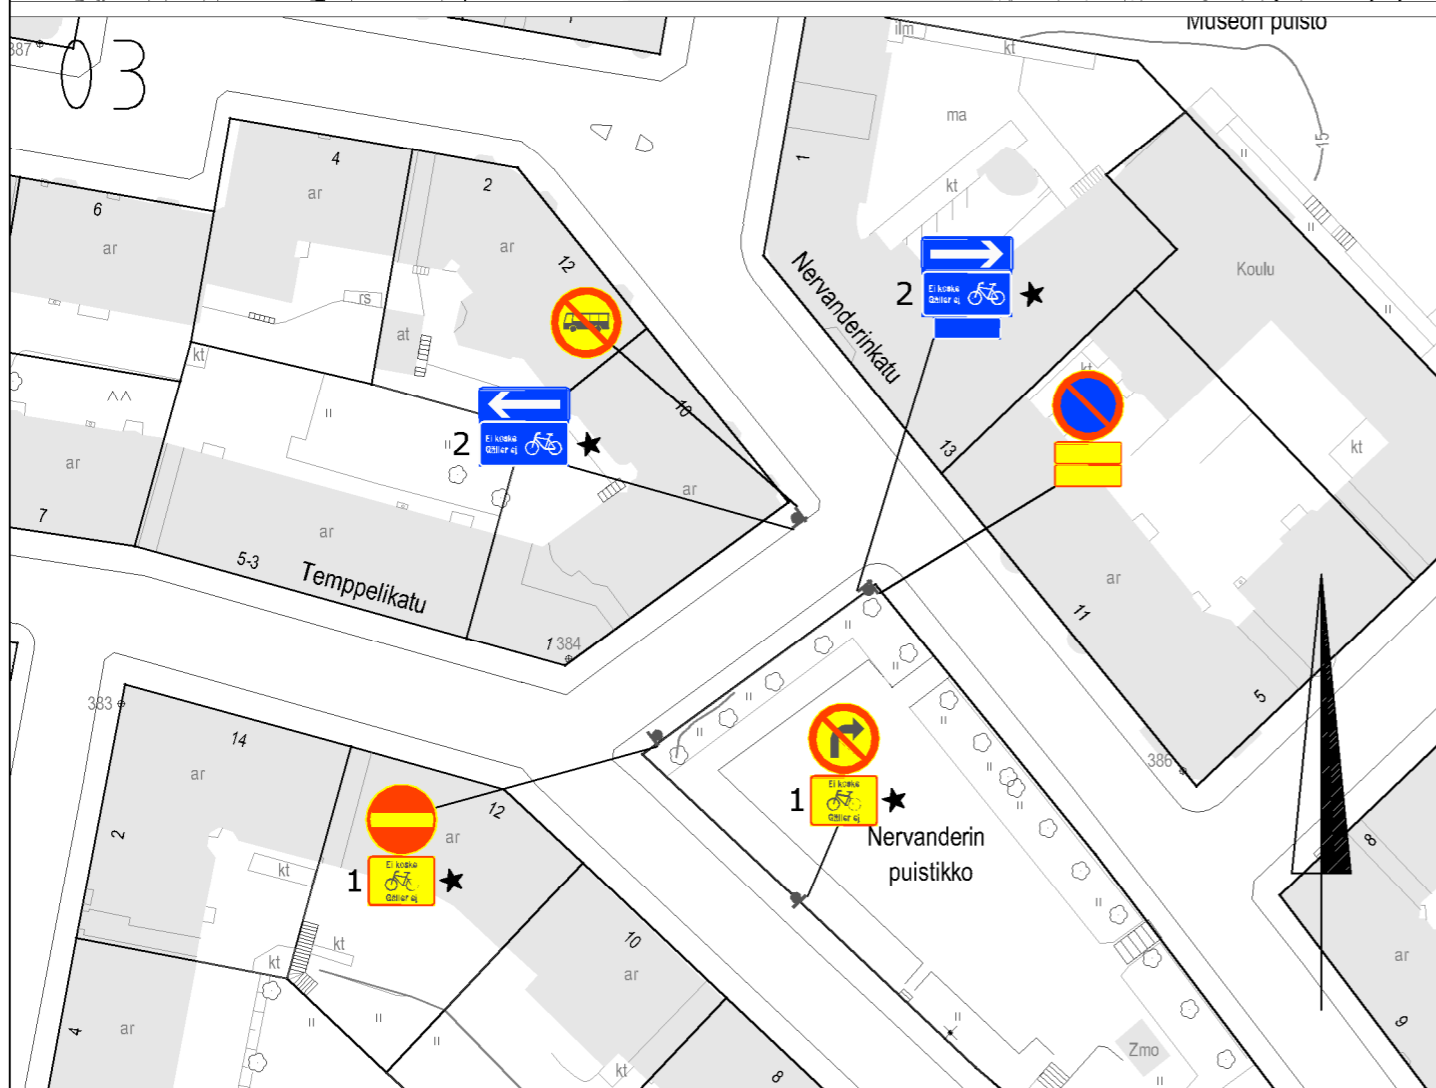 Museon puisto
387
03
ilm
kt
ma
15
4
2
1
ar
kt
6
ar
ar
12
Nervanderinkatu
Koulu
rs
2
Ei koske
Gäller ej
at
kt
kt
10
2
Ei koske
Gäller ej
13
kt
ar
ar
7
ar
5-3
Temppelikatu
ar
11
1
384
5
383
14
386
ar
1
Ei koske
Gäller ej
12
Nervanderin
puistikko
2
ar
8
kt
1
Ei koske
Gäller ej
10
kt
kt
ar
ar
4
ar
9
Zmo
kt
8